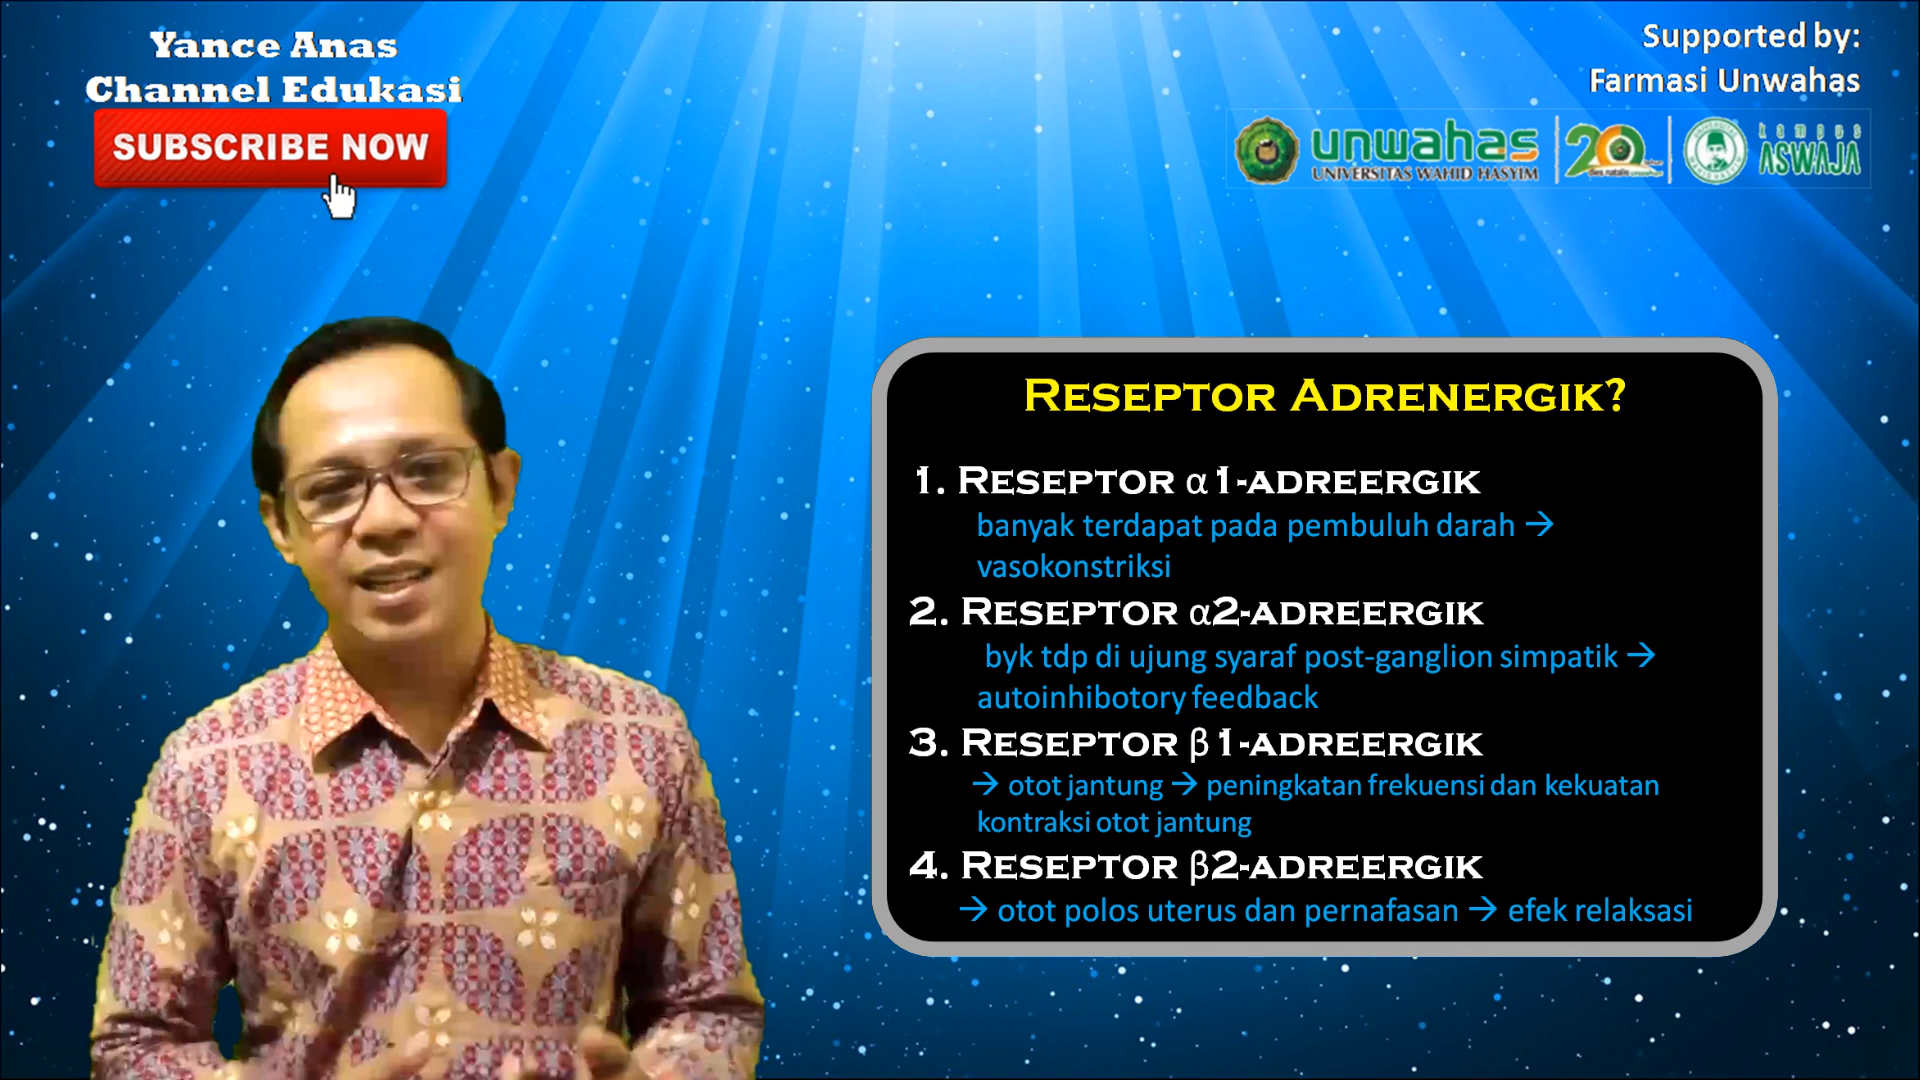 Yance Anas
Channel Edukasi
SUBSCRIBE NOW
Supported by:
Farmasi Unwahas
unwahas
UNIVERSITAS WAHID HASYIM
20
kampus
ASWAJA
RESEPTOR ADRENERGIK?
1. RESEPTOR α1-ADREERGIK
banyak terdapat pada pembuluh darah →
vasokonstriksi
2. RESEPTOR α2-ADREERGIK
byk tdp di ujung syaraf post-ganglion simpatik →
autoinhibotory feedback
3. RESEPTOR β1-ADREERGIK
→ otot jantung → peningkatan frekuensi dan kekuatan
kontraksi otot jantung
4. RESEPTOR β2-ADREERGIK
→ otot polos uterus dan pernafasan → efek relaksasi